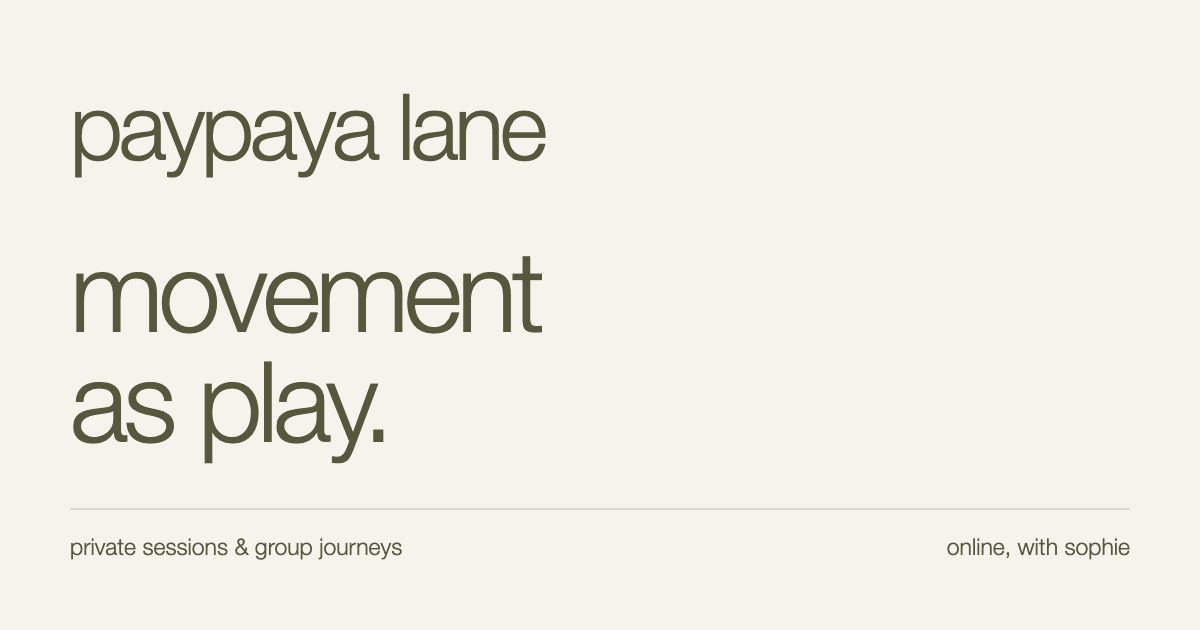 paypaya lane
movement
as play.
private sessions & group journeys
online, with sophie